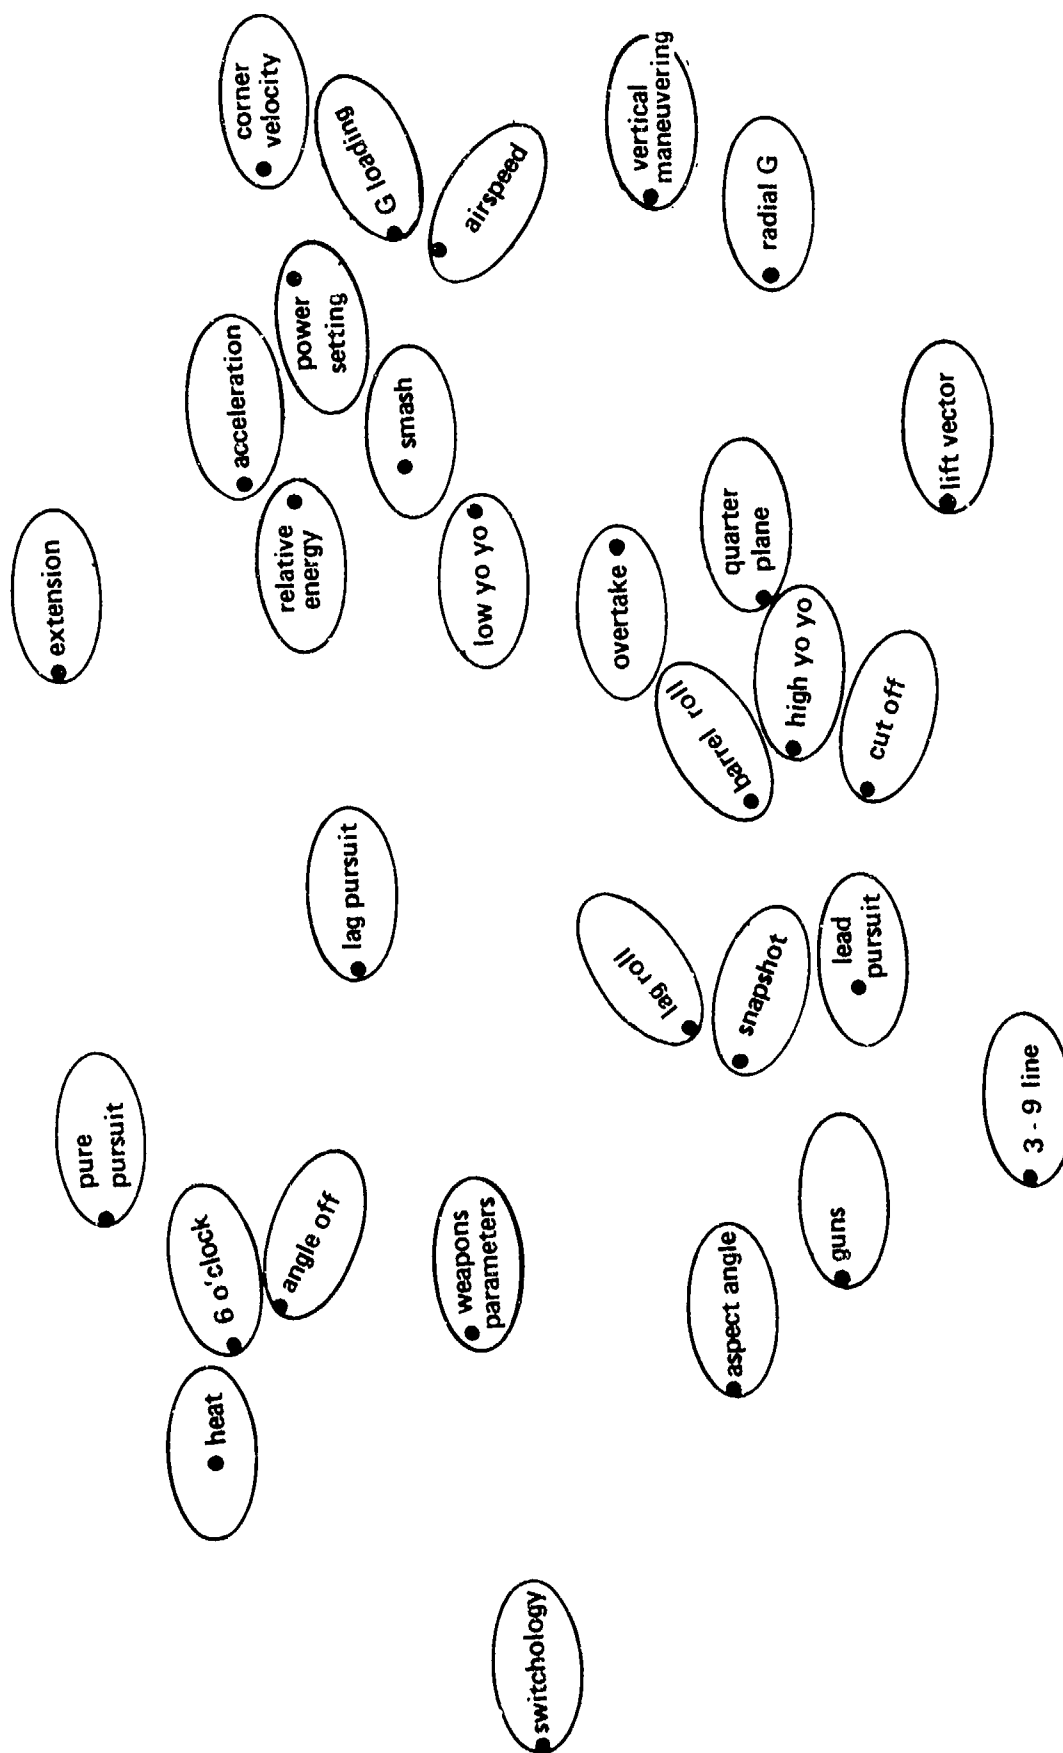 extension
pure
pursuit
heat
6 o'clock
acceleration
corner
velocity
relative
energy
angle off
power
setting
lag pursuit
G loading
smash
weapons
parameters
low yo yo
airspeed
switchology
overtake
lag roll
vertical
maneuvering
barrel roll
aspect angle
quarter
plane
snapshot
radial G
high yo yo
guns
lead
pursuit
cut off
lift vector
3 - 9 line